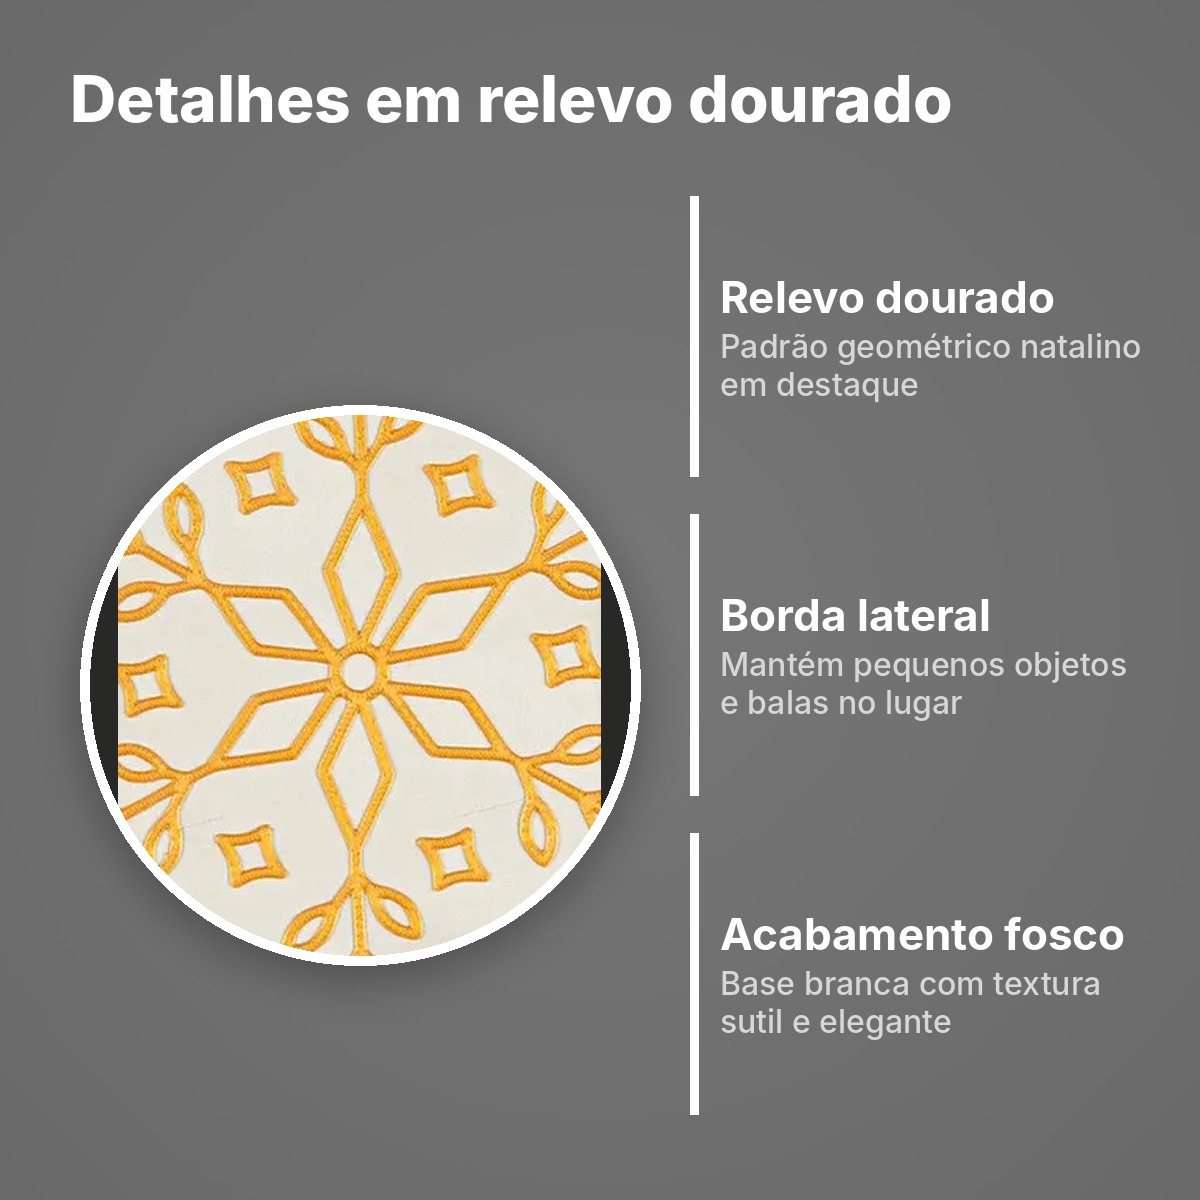 Detalhes em relevo dourado
Relevo dourado
Padrão geométrico natalino
em destaque
Borda lateral
Mantém pequenos objetos
e balas no lugar
Acabamento fosco
Base branca com textura
sutil e elegante